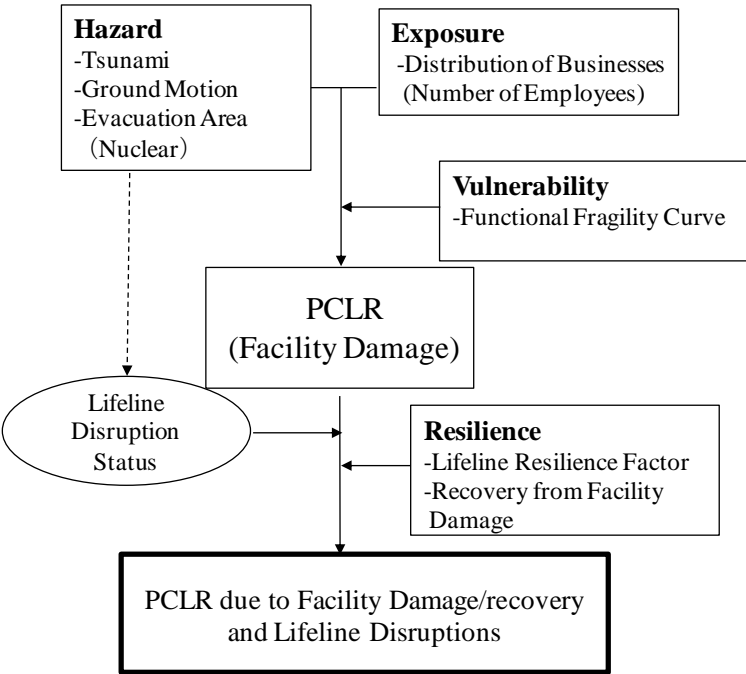 Hazard
-Tsunami
-Ground Motion
-Evacuation Area
（Nuclear）
Exposure
-Distribution of Businesses
(Number of Employees)
Vulnerability
-Functional Fragility Curve
PCLR
(Facility Damage)
Lifeline
Disruption
Status
Resilience
-Lifeline Resilience Factor
-Recovery from Facility
Damage
PCLR due to Facility Damage/recovery
and Lifeline Disruptions